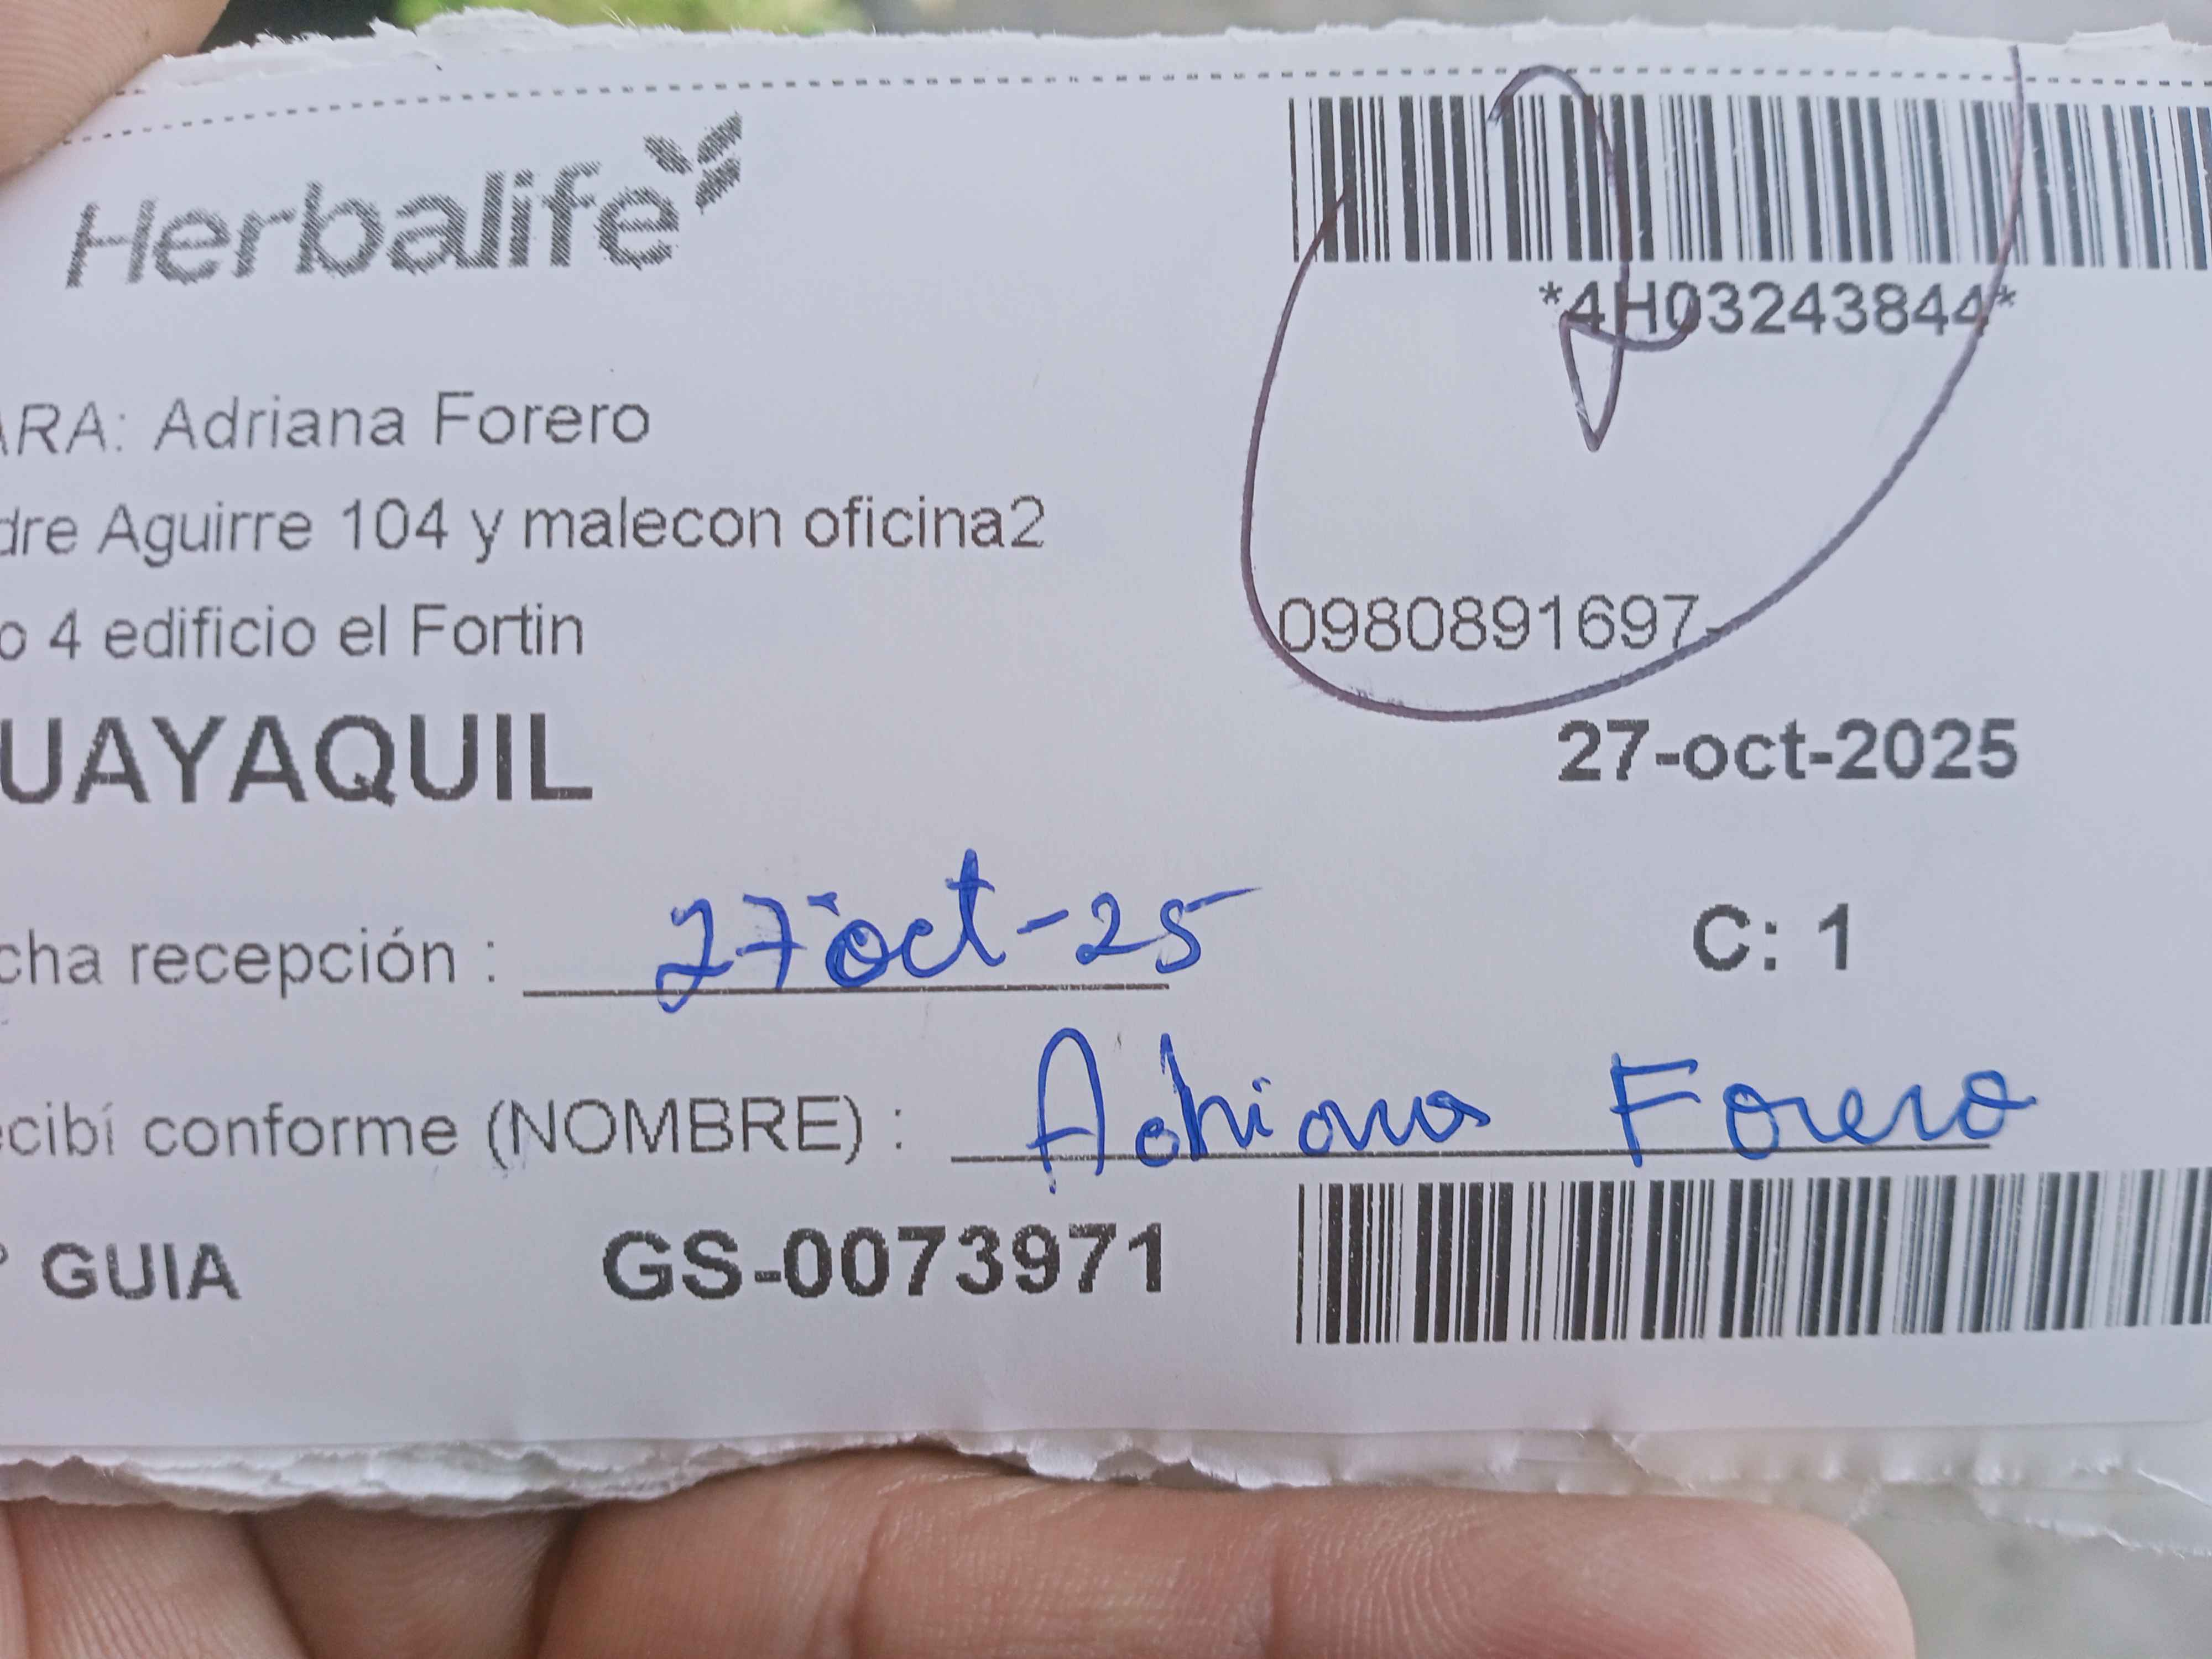 Herbalife
*4H03243844*
ARA: Adriana Forero
dre Aguirre 104 y malecon oficina2
o 4 edificio el Fortin
0980891697-
UAYAQUIL
27-oct-2025
cha recepción : 27 oct-25
C: 1
ecibí conforme (NOMBRE) : Adriana Forero
° GUIA GS-0073971